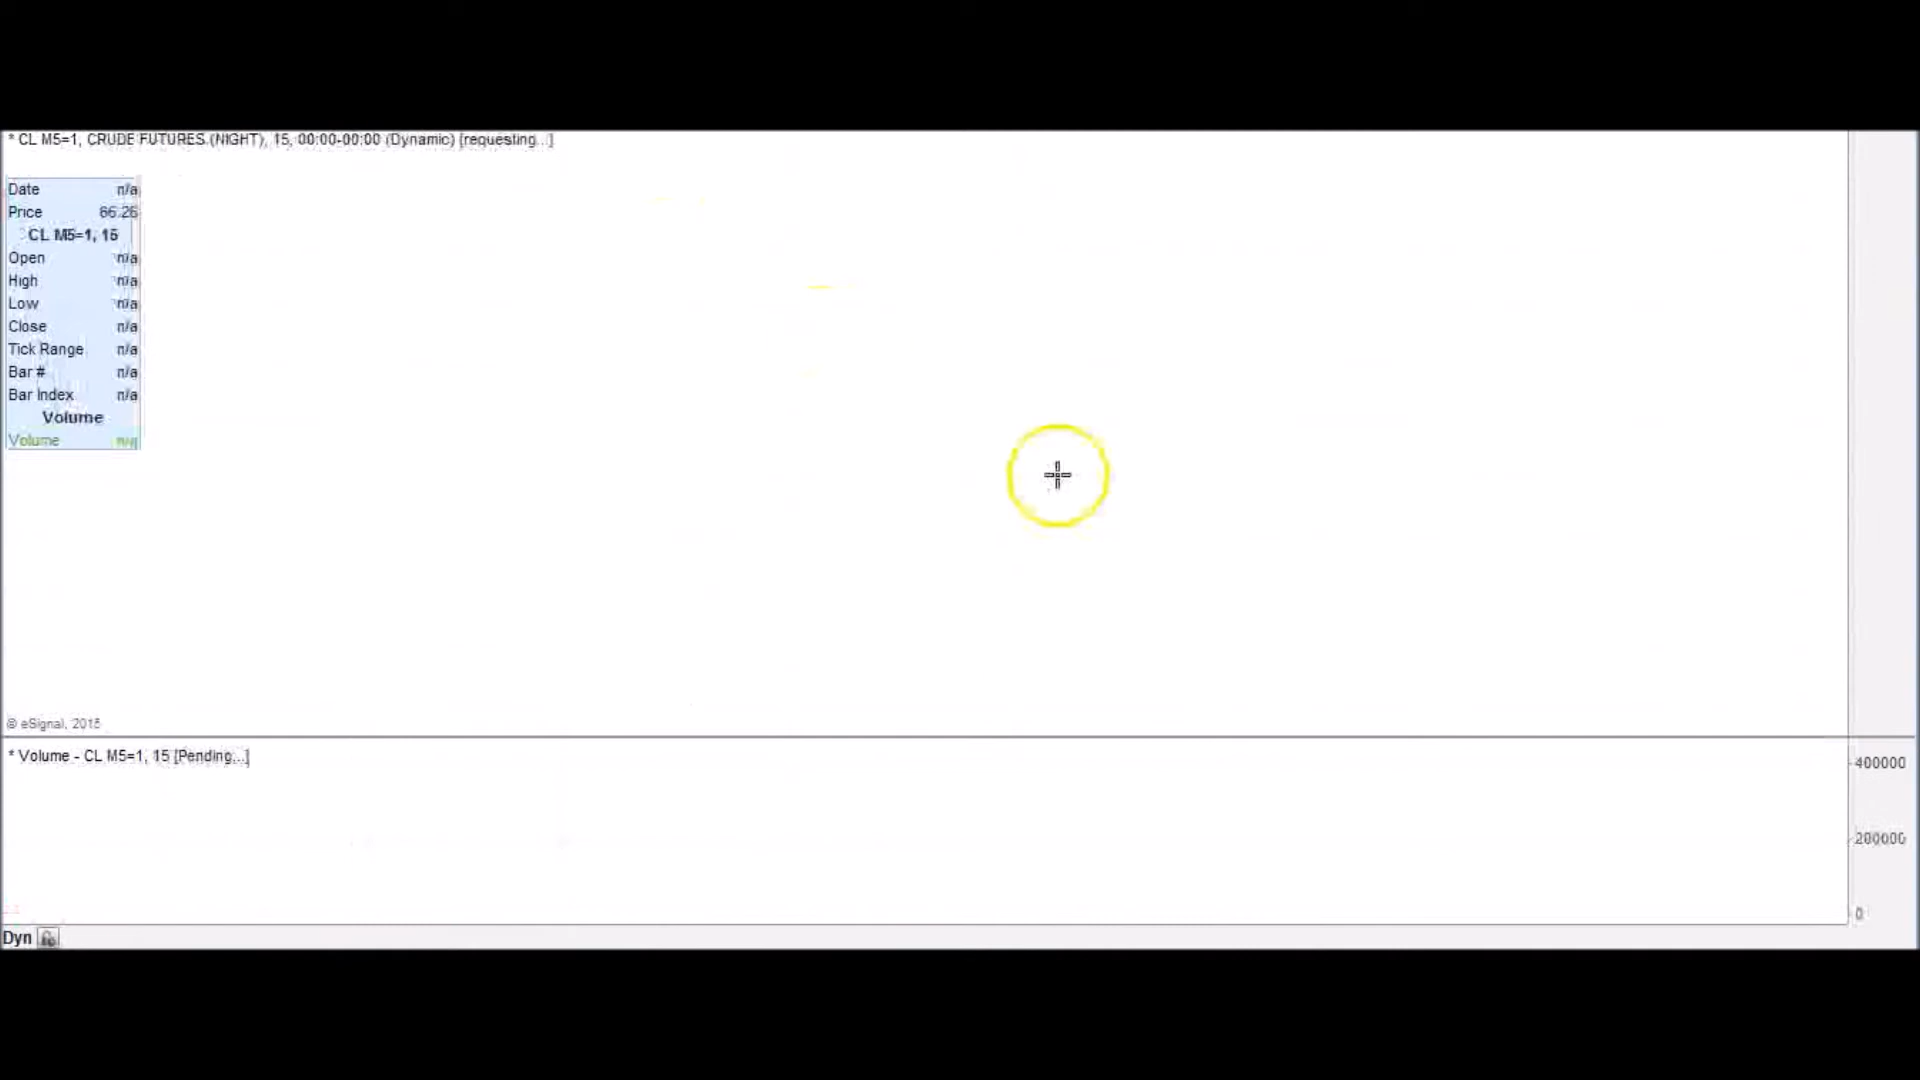 * CL M5=1, CRUDE FUTURES (NIGHT), 15, 00:00-00:00 (Dynamic) [requesting...]
Date n/a
Price 66.26
CL M5=1, 15
Open n/a
High n/a
Low n/a
Close n/a
Tick Range n/a
Bar # n/a
Bar Index n/a
Volume
Volume n/a
© eSignal, 2015
* Volume - CL M5=1, 15 [Pending...]
400000
200000
0
Dyn